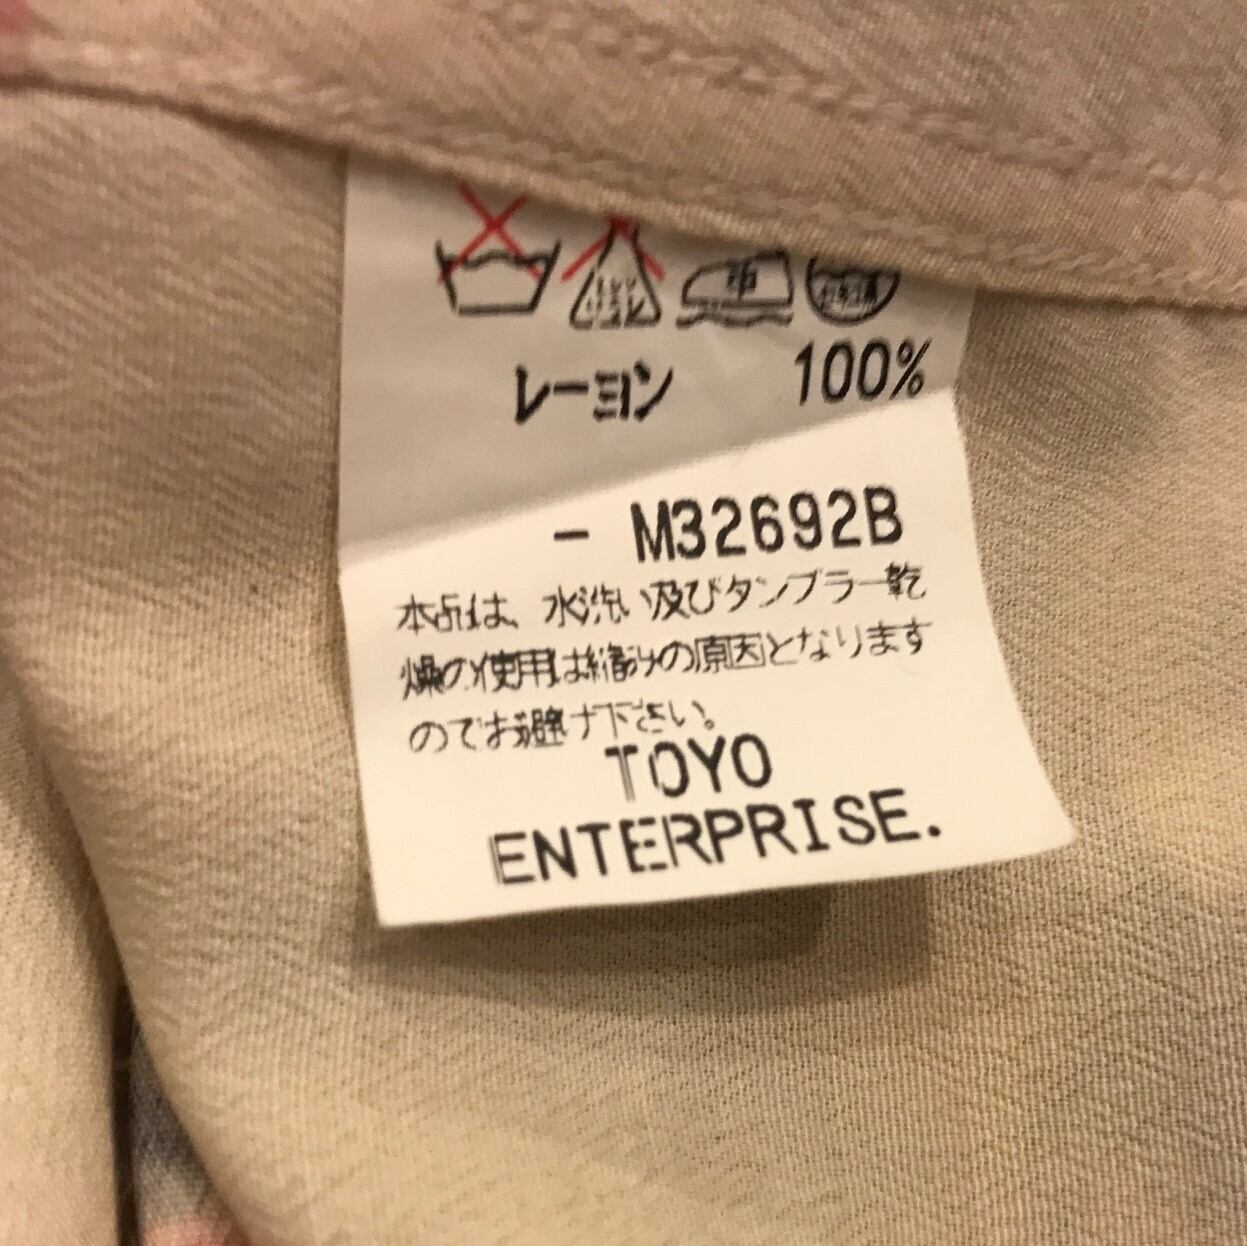 中
レーヨン 100%
- M32692B
本品は、水洗い及びタンブラー乾
燥の使用は縮みの原因となります
のでお避け下さい。
TOYO
ENTERPRISE.